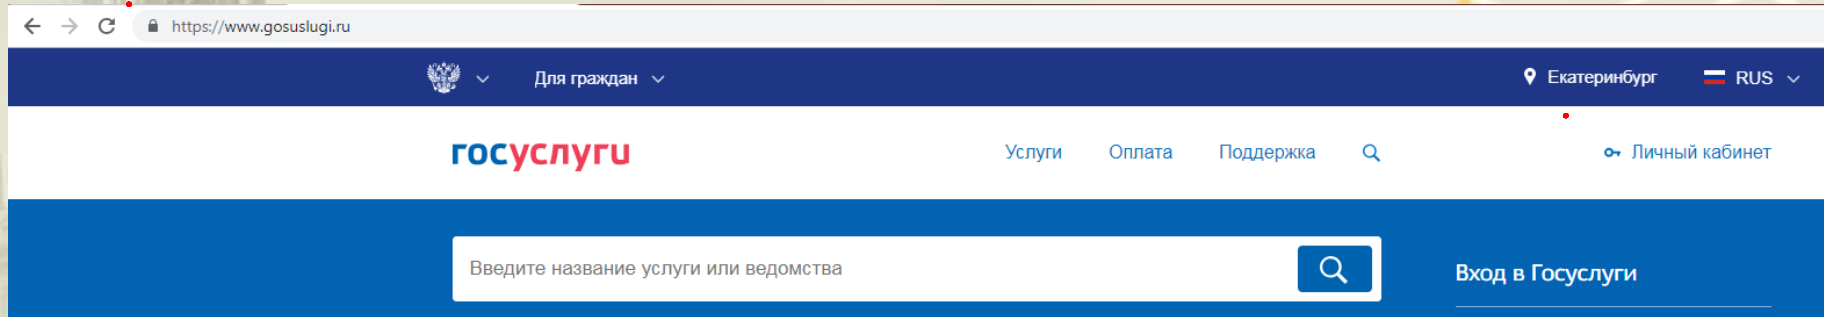 https://www.gosuslugi.ru
Для граждан Екатеринбург RUS
госуслуги Услуги Оплата Поддержка Личный кабинет
Введите название услуги или ведомства
Вход в Госуслуги